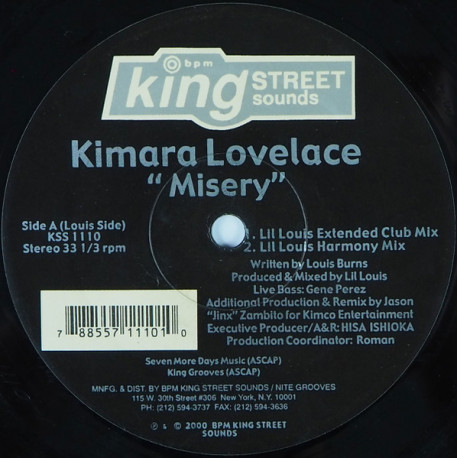 bpm
king STREET
sounds
Kimara Lovelace
“Misery”
Side A (Louis Side)
KSS 1110
Stereo 33 1/3 rpm
1. Lil Louis Extended Club Mix
2. Lil Louis Harmony Mix
Written by Louis Burns
Produced & Mixed by Lil Louis
Live Bass: Gene Perez
Additional Production & Remix by Jason
“Jinx” Zambito for Kimco Entertainment
Executive Producer/A&R: HISA ISHIOKA
Production Coordinator: Roman
7 88557 11101 0
Seven More Days Music (ASCAP)
King Grooves (ASCAP)
MNFG. & DIST. BY BPM KING STREET SOUNDS / NITE GROOVES
115 W. 30th Street #306 New York, N.Y. 10001
PH: (212) 594-3737 FAX: (212) 594-3636
℗ & © 2000 BPM KING STREET
SOUNDS